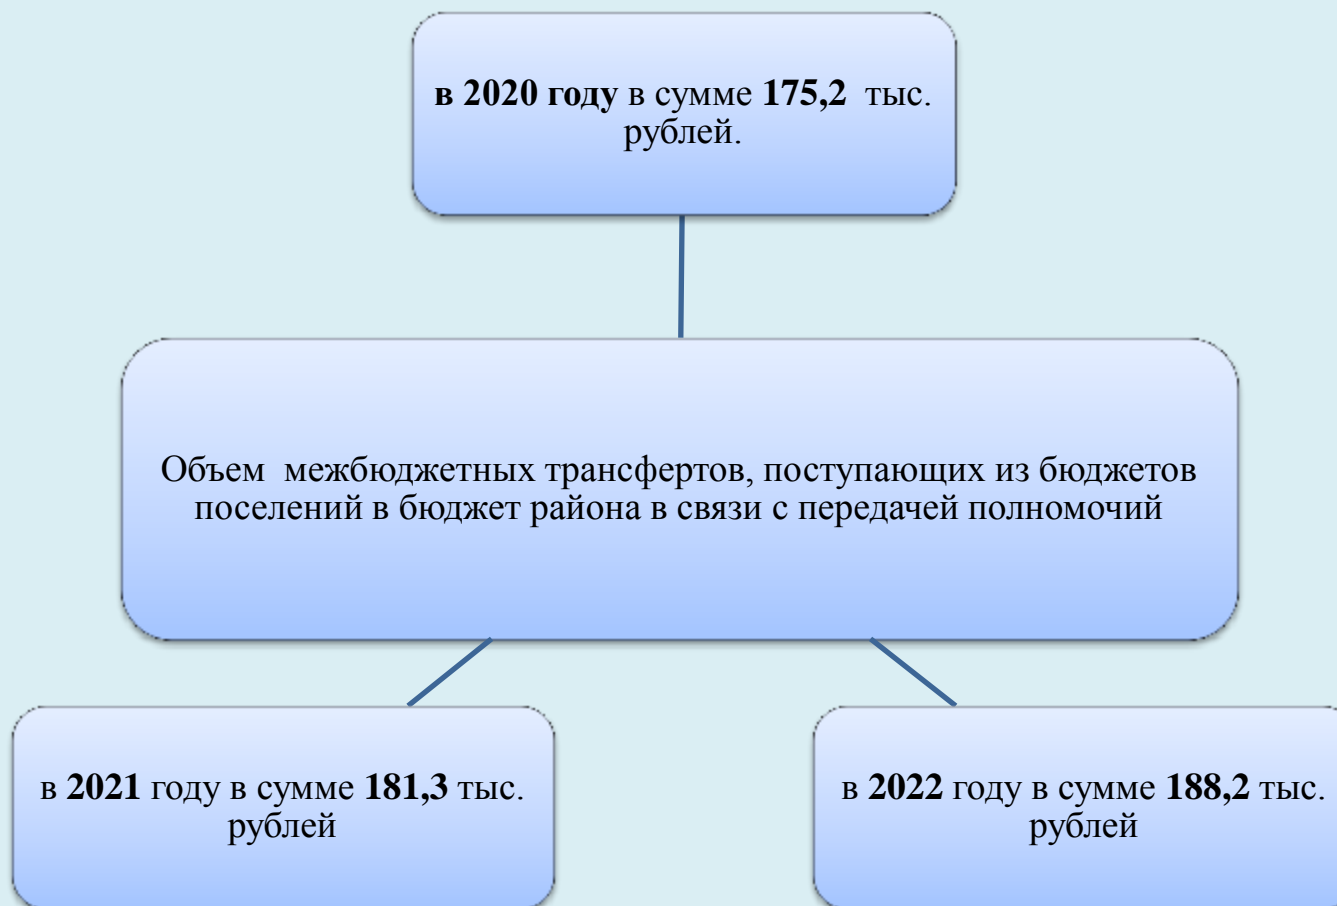 в 2020 году в сумме 175,2 тыс.
рублей.
Объем межбюджетных трансфертов, поступающих из бюджетов
поселений в бюджет района в связи с передачей полномочий
в 2021 году в сумме 181,3 тыс.
рублей
в 2022 году в сумме 188,2 тыс.
рублей